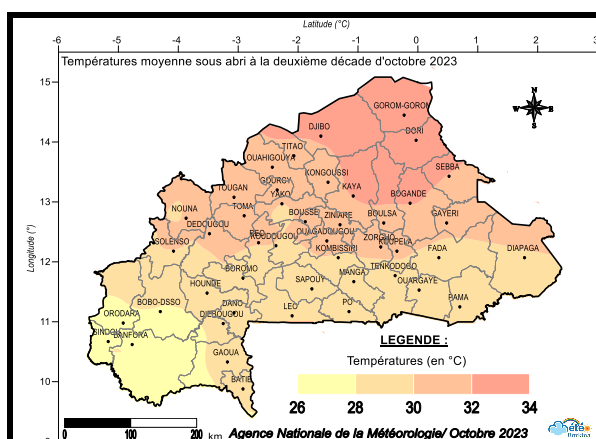 Latitude (°C)
-6 -5 -4 -3 -2 -1 0 1 2 3
Températures moyenne sous abri à la deuxième décade d'octobre 2023
15
14
13
12
11
10
Longitude (°)
N
W E
S
GOROM-GOROM
DJIBO
DORI
TITAO
OUAHIGOUYA
SEBBA
KONGOUSSI
GOURCY
TOUGAN
KAYA
YAKO
BOGANDE
NOUNA
TOMA
BOUSSE
ZINIARE
BOULSA
GAYERI
DEDOUGOU
REO
OUAGADOUGOU
KOUDOUGOU
ZORGHO
KOUPELA
SOLENSO
KOMBISSIRI
FADA
DIAPAGA
BOROMO
MANGA
TENKODOGO
HOUNDE
SAPOUY
OUARGAYE
BOBO-DSSO
DANO
LEO
PO
PAMA
ORODARA
DIEBOUGOU
SINDOU
BANFORA
GAOUA
BATIE
LEGENDE :
Températures (en °C)
26 28 30 32 34
0 100 200
km
Agence Nationale de la Météorologie/ Octobre 2023
météo